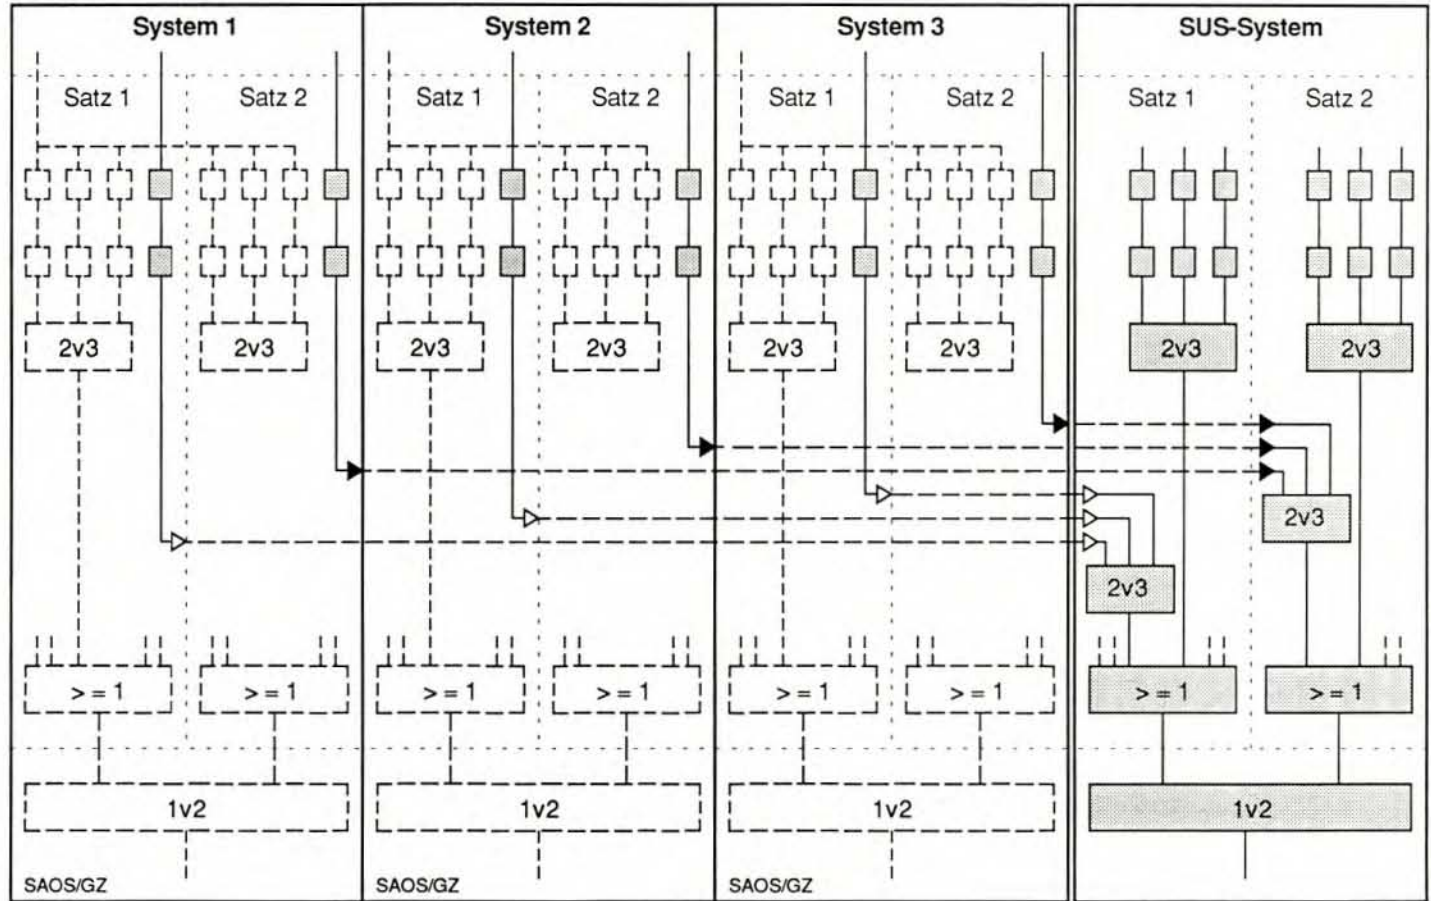 System 1 System 2 System 3 SUS-System
Satz 1 Satz 2 Satz 1 Satz 2 Satz 1 Satz 2 Satz 1 Satz 2
2v3 2v3 2v3 2v3 2v3 2v3 2v3 2v3
2v3
2v3
> = 1 > = 1 > = 1 > = 1 > = 1 > = 1 > = 1 > = 1
1v2 1v2 1v2 1v2
SAOS/GZ SAOS/GZ SAOS/GZ